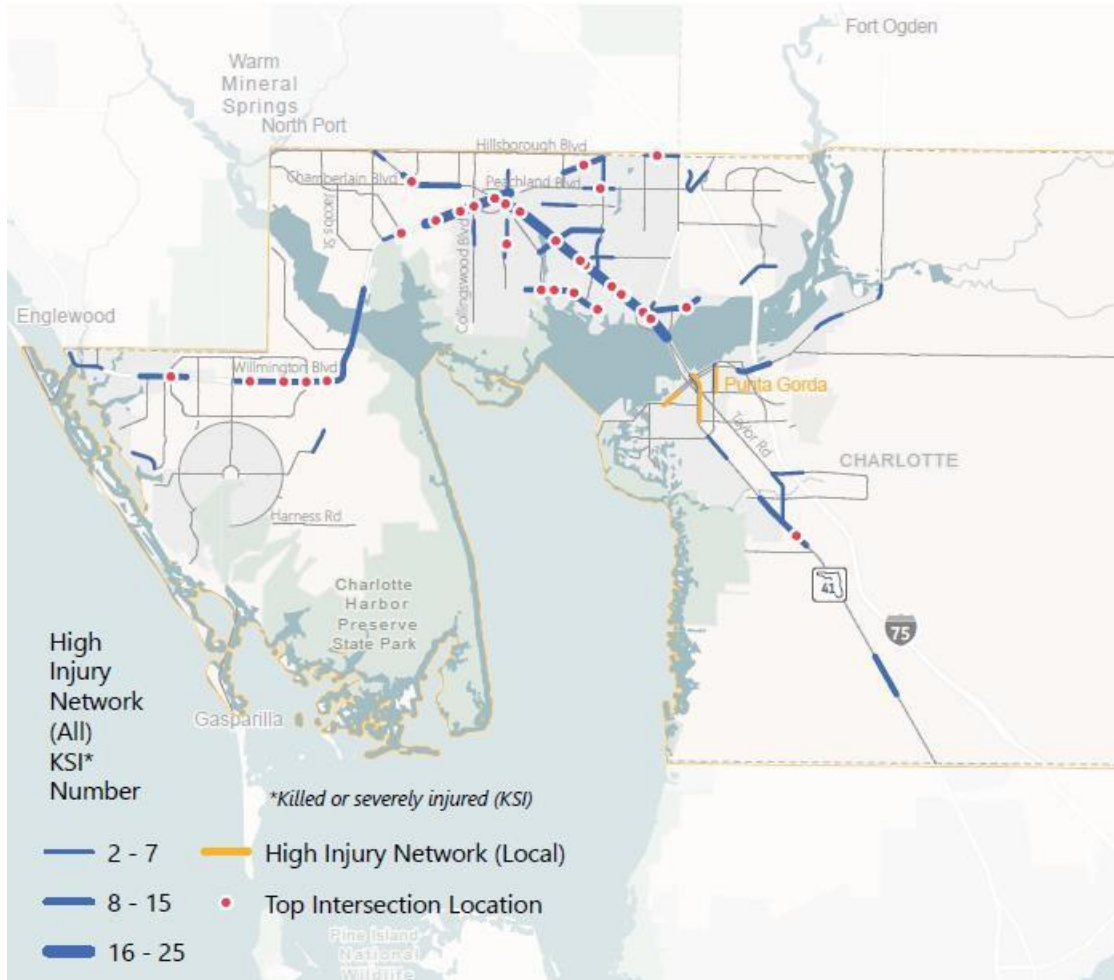 Fort Ogden
Warm
Mineral
Springs
North Port
Hillsborough Blvd
Chamberlain Blvd
Peachland Blvd
Jacobs St
Collingswood Blvd
Englewood
Willmington Blvd
Punta Gorda
Taylor Rd
CHARLOTTE
Harness Rd
41
75
Charlotte
Harbor
Preserve
State Park
Gasparilla
High
Injury
Network
(All)
KSI*
Number
*Killed or severely injured (KSI)
2 - 7
High Injury Network (Local)
8 - 15
Top Intersection Location
16 - 25
Pine Island
National
Wildlife